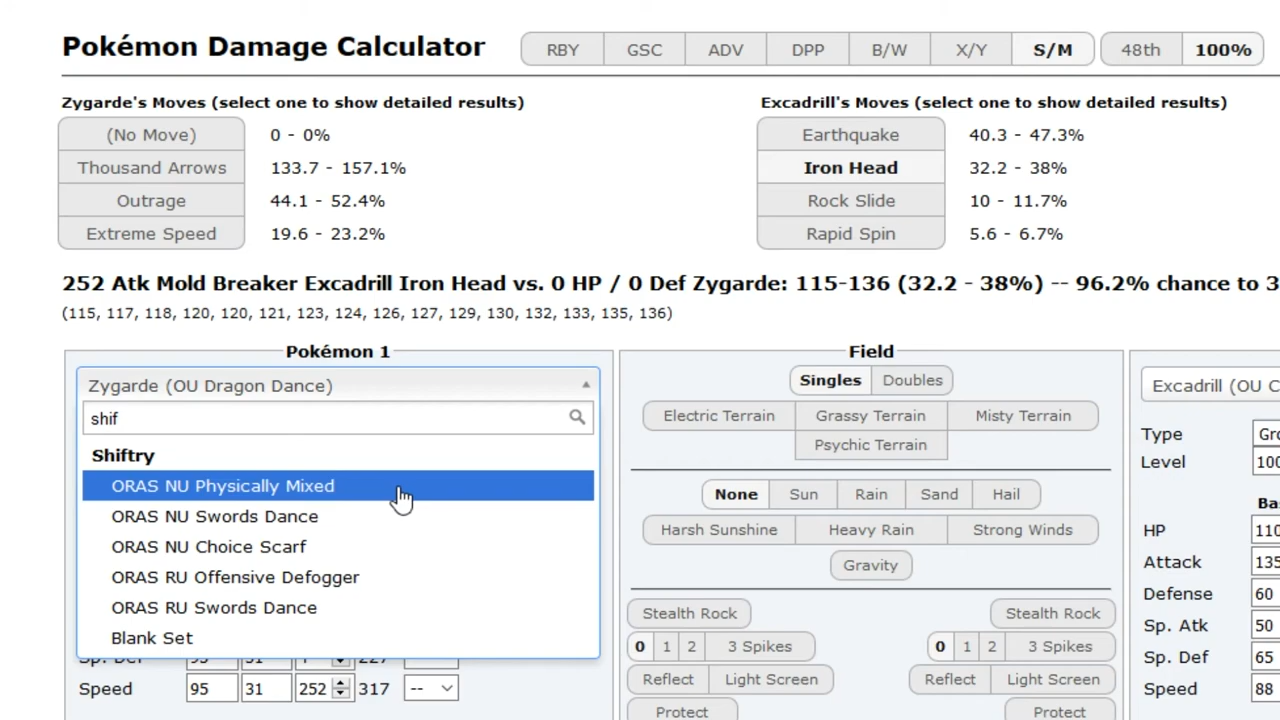 Pokémon Damage Calculator
RBY GSC ADV DPP B/W X/Y S/M 48th 100%
Zygarde's Moves (select one to show detailed results)
(No Move) 0 - 0%
Thousand Arrows 133.7 - 157.1%
Outrage 44.1 - 52.4%
Extreme Speed 19.6 - 23.2%
Excadrill's Moves (select one to show detailed results)
Earthquake 40.3 - 47.3%
Iron Head 32.2 - 38%
Rock Slide 10 - 11.7%
Rapid Spin 5.6 - 6.7%
252 Atk Mold Breaker Excadrill Iron Head vs. 0 HP / 0 Def Zygarde: 115-136 (32.2 - 38%) -- 96.2% chance to 3
(115, 117, 118, 120, 120, 121, 123, 124, 126, 127, 129, 130, 132, 133, 135, 136)
Pokémon 1
Zygarde (OU Dragon Dance)
shif
Shiftry
ORAS NU Physically Mixed
ORAS NU Swords Dance
ORAS NU Choice Scarf
ORAS RU Offensive Defogger
ORAS RU Swords Dance
Blank Set
Speed 95 31 252 317 --
Field
Singles Doubles
Electric Terrain Grassy Terrain Misty Terrain
Psychic Terrain
None Sun Rain Sand Hail
Harsh Sunshine Heavy Rain Strong Winds
Gravity
Stealth Rock Stealth Rock
0 1 2 3 Spikes 0 1 2 3 Spikes
Reflect Light Screen Reflect Light Screen
Protect Protect
Excadrill (OU C
Type Gro
Level 100
Ba
HP 110
Attack 135
Defense 60
Sp. Atk 50
Sp. Def 65
Speed 88